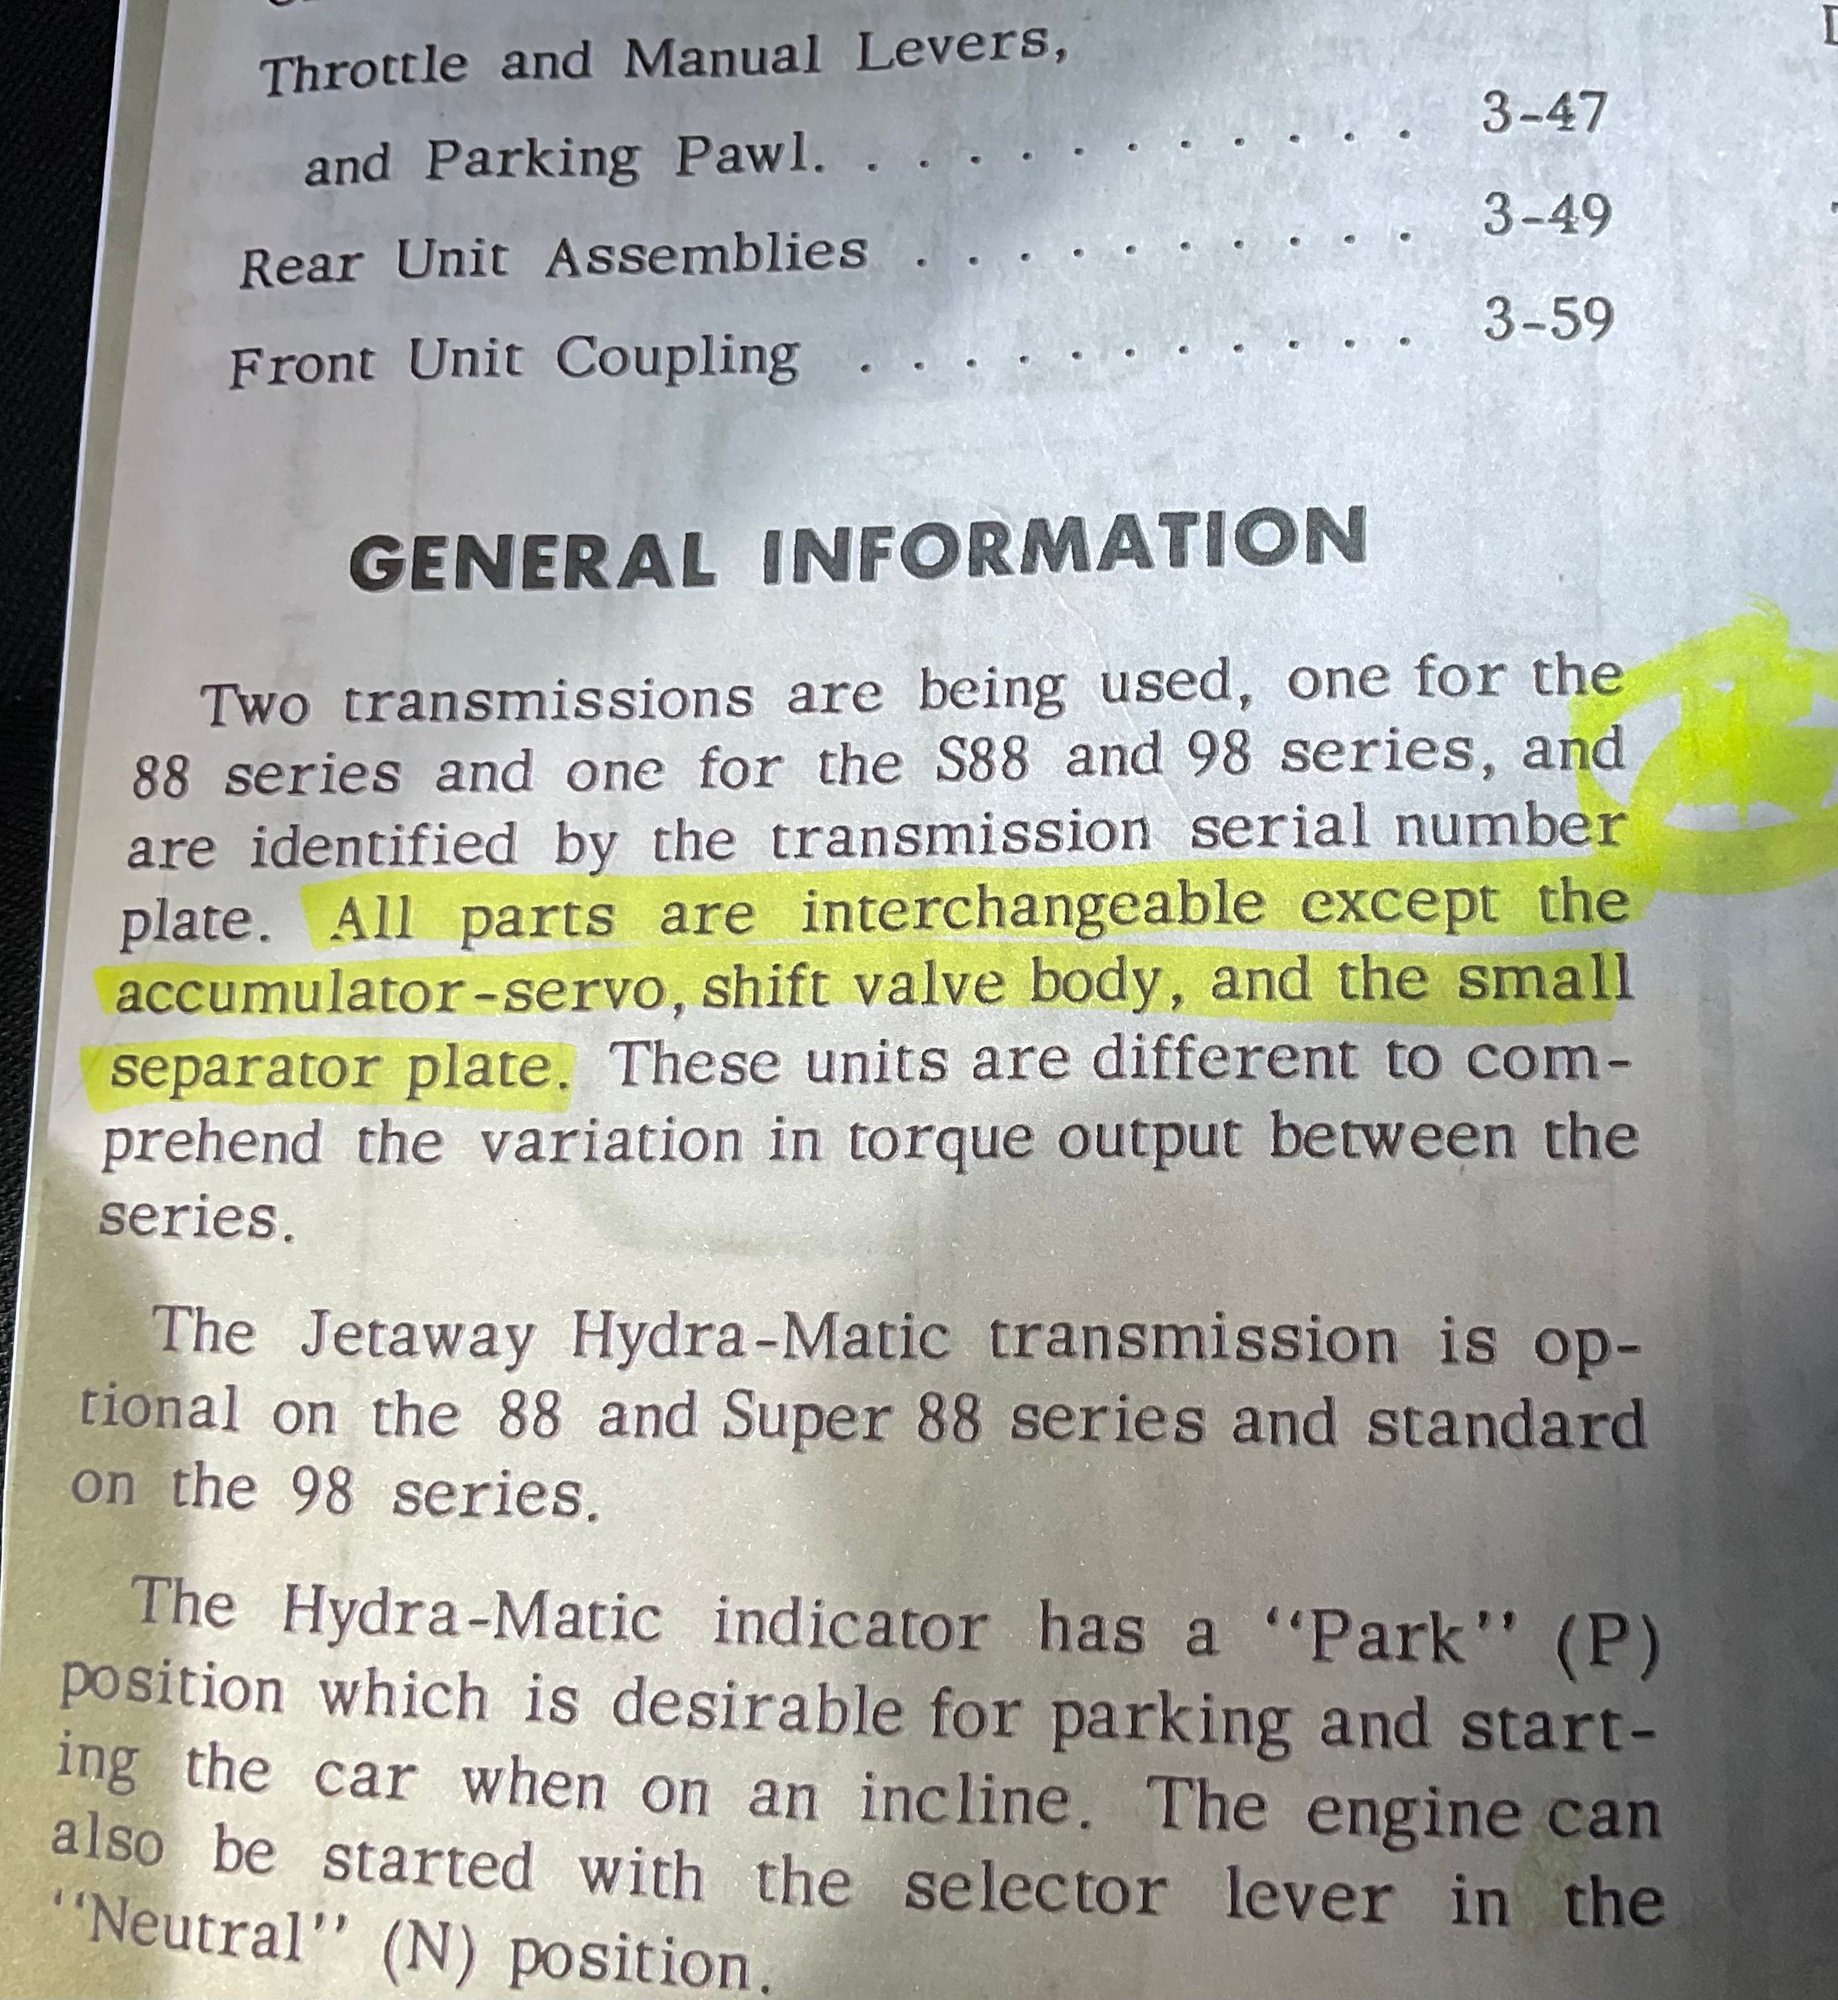 Throttle and Manual Levers,
and Parking Pawl. . . . . . . . . . . . 3-47
Rear Unit Assemblies . . . . . . . . . . 3-49
Front Unit Coupling . . . . . . . . . . . 3-59
GENERAL INFORMATION
Two transmissions are being used, one for the
88 series and one for the S88 and 98 series, and
are identified by the transmission serial number
plate. All parts are interchangeable except the
accumulator-servo, shift valve body, and the small
separator plate. These units are different to com-
prehend the variation in torque output between the
series.
The Jetaway Hydra-Matic transmission is op-
tional on the 88 and Super 88 series and standard
on the 98 series.
The Hydra-Matic indicator has a ‘‘Park’’ (P)
position which is desirable for parking and start-
ing the car when on an incline. The engine can
also be started with the selector lever in the
‘‘Neutral’’ (N) position.